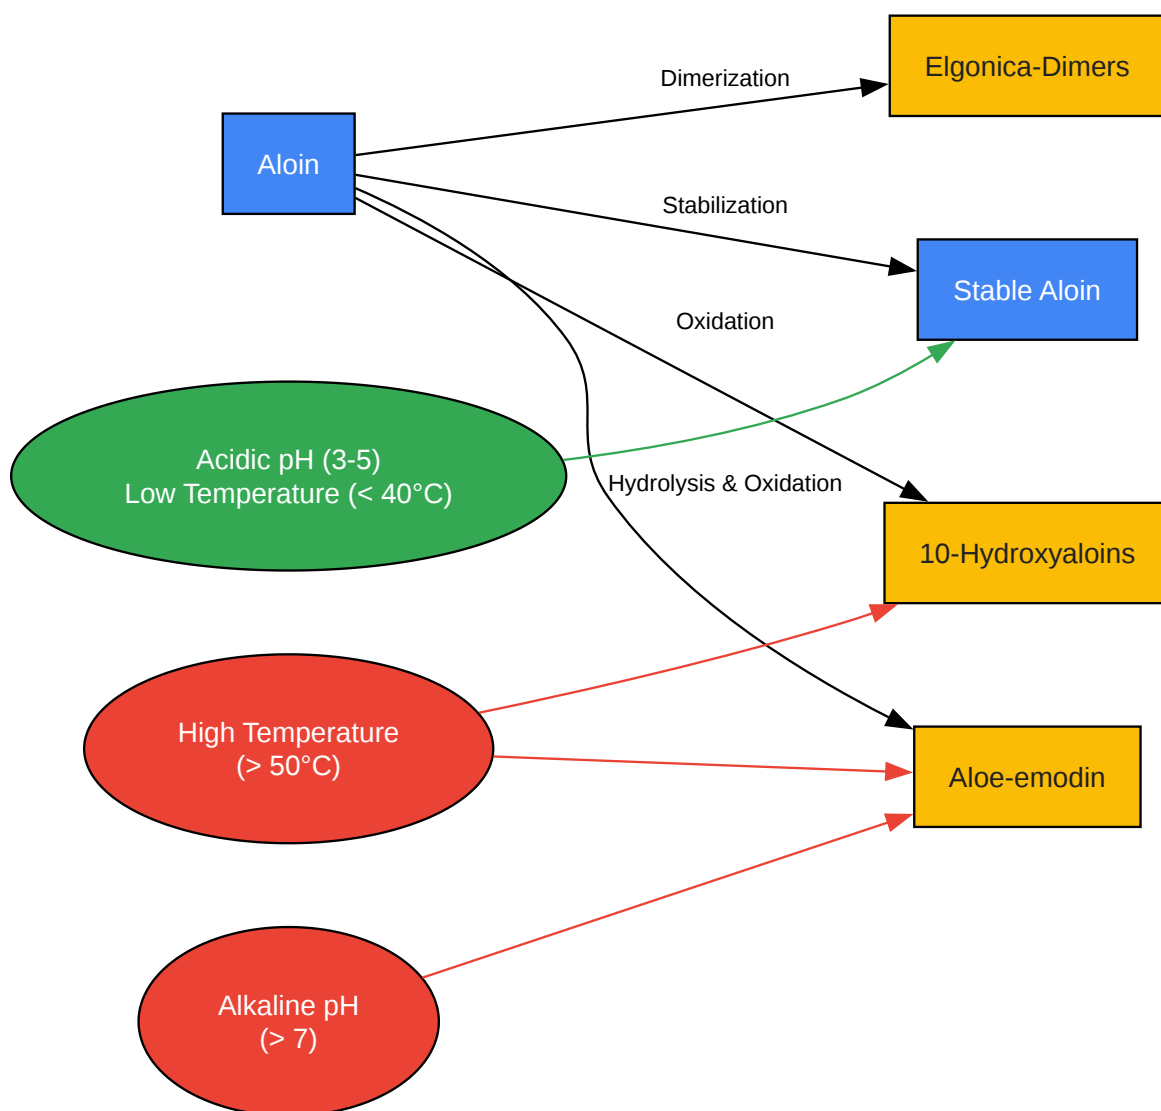 Elgonica-Dimers
Dimerization
Aloin
Stabilization
Stable Aloin
Oxidation
Acidic pH (3-5)
Low Temperature (< 40°C)
Hydrolysis & Oxidation
10-Hydroxyaloins
High Temperature
(> 50°C)
Aloe-emodin
Alkaline pH
(> 7)